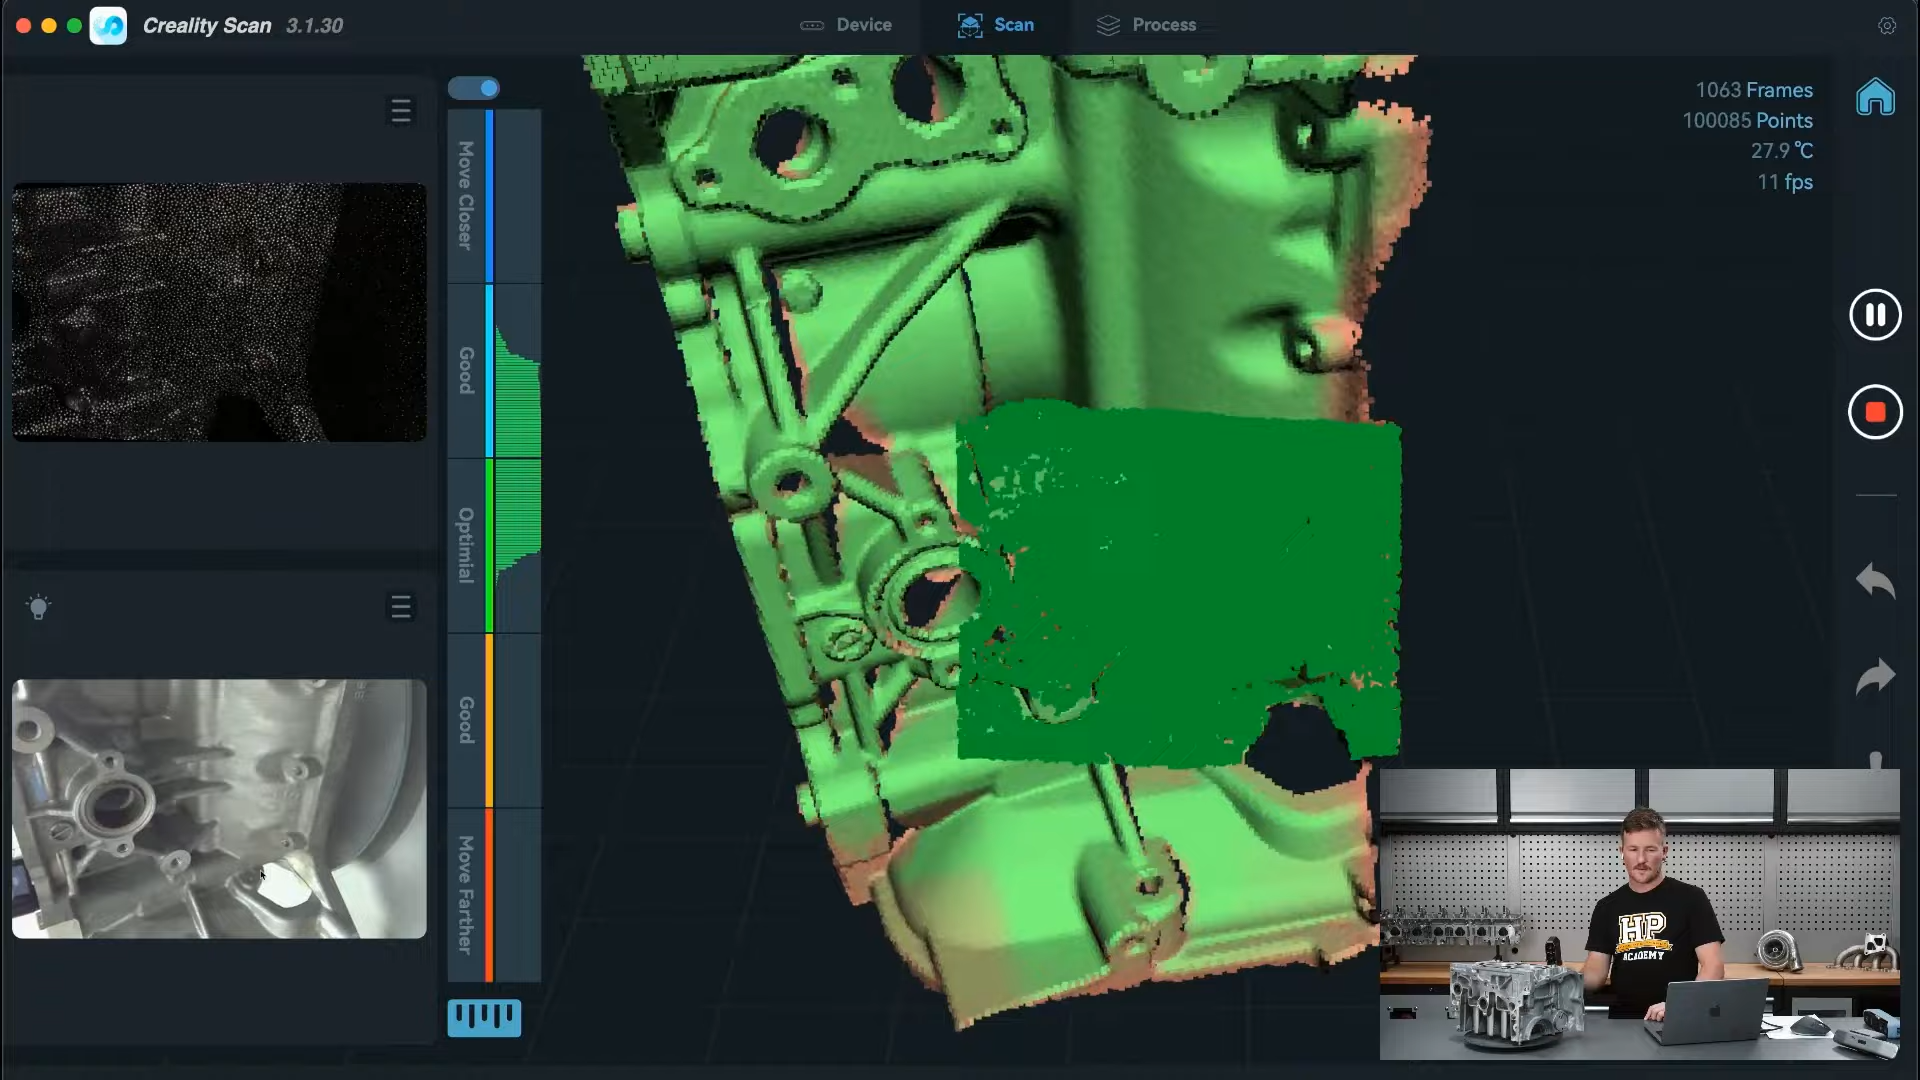 Creality Scan 3.1.30
Device
Scan
Process
1063 Frames
100085 Points
27.9 °C
11 fps
Move Closer
Good
Optimial
Good
Move Farther
HP
ACADEMY